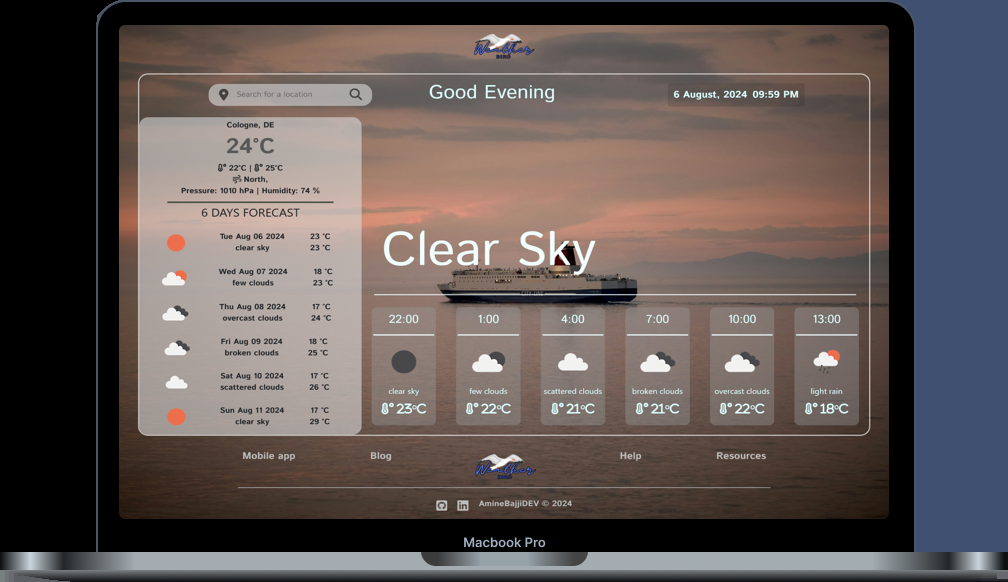 Weather
BIRD
Search for a location
Good Evening
6 August, 2024 09:59 PM
Cologne, DE
24°C
22°C | 25°C
North,
Pressure: 1010 hPa | Humidity: 74 %
6 DAYS FORECAST
Tue Aug 06 2024 23 °C
clear sky 23 °C
Wed Aug 07 2024 18 °C
few clouds 23 °C
Thu Aug 08 2024 17 °C
overcast clouds 24 °C
Fri Aug 09 2024 18 °C
broken clouds 25 °C
Sat Aug 10 2024 17 °C
scattered clouds 26 °C
Sun Aug 11 2024 17 °C
clear sky 29 °C
Clear Sky
22:00
clear sky
23°C
1:00
few clouds
22°C
4:00
scattered clouds
21°C
7:00
broken clouds
21°C
10:00
overcast clouds
22°C
13:00
light rain
18°C
Mobile app
Blog
Weather
Help
Resources
AmineBajjiDEV © 2024
Macbook Pro